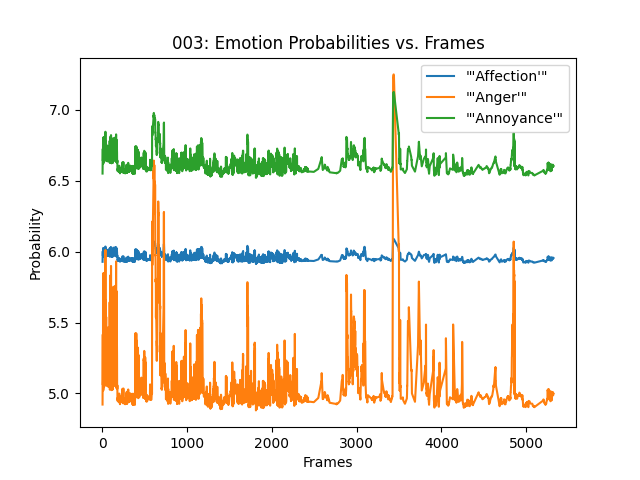 003: Emotion Probabilities vs. Frames
"'Affection'"
"'Anger'"
"'Annoyance'"
7.0
6.5
6.0
5.5
5.0
Probability
0 1000 2000 3000 4000 5000
Frames